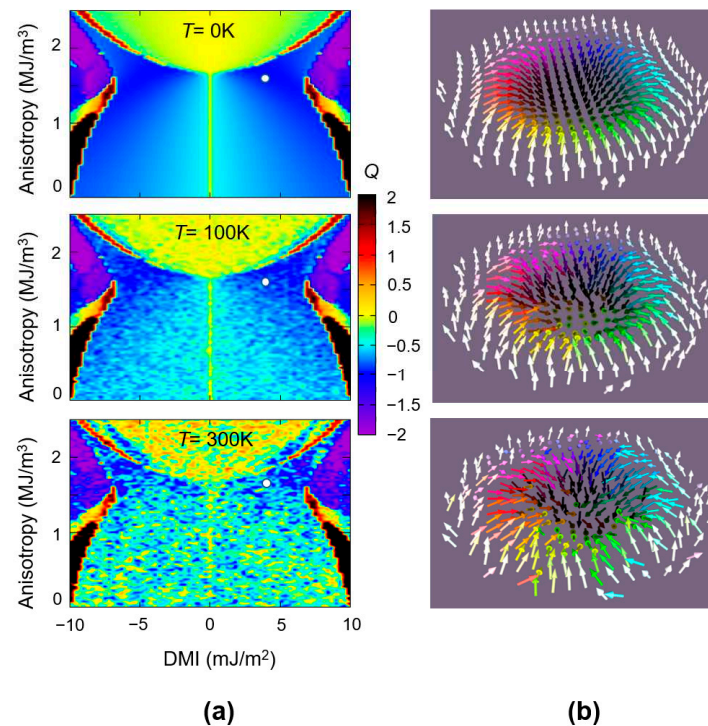 T= 0K
Anisotropy (MJ/m³)
2
1
0
Q
2
1.5
1
0.5
0
−0.5
−1
−1.5
−2
T= 100K
Anisotropy (MJ/m³)
2
1
0
T= 300K
Anisotropy (MJ/m³)
2
1
0
−10 −5 0 5 10
DMI (mJ/m²)
(a) (b)